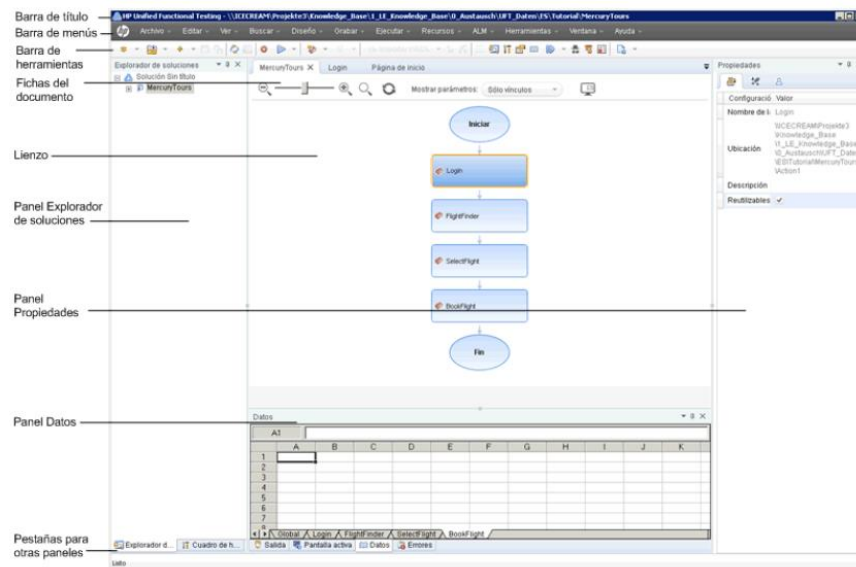 Barra de título
HP Unified Functional Testing - \\ICECREAM\Projekte3\Knowledge_Base\1_LE_Knowledge_Base\0_Austausch\UFT_Daten\ES\Tutorial\MercuryTours
Barra de menús
Archivo Editar Ver Buscar Diseño Grabar Ejecutar Recursos ALM Herramientas Ventana Ayuda
Barra de
herramientas
Explorador de soluciones
Solución Sin título
MercuryTours
MercuryTours Login Página de inicio
Propiedades
Fichas del
documento
Mostrar parámetros: Sólo vínculos
Configuració Valor
Nombre de l Login
Ubicación
\\ICECREAM\Projekte3
\Knowledge_Base
\1_LE_Knowledge_Base
\0_Austausch\UFT_Daten
\ES\Tutorial\MercuryTours
\Action1
Descripción
Reutilizables
Iniciar
Lienzo
Login
Panel Explorador
de soluciones
FlightFinder
SelectFlight
Panel
Propiedades
BookFlight
Fin
Panel Datos
Datos
A1
A B C D E F G H I J K
1
2
3
4
5
6
7
8
Global Login FlightFinder SelectFlight BookFlight
Pestañas para
otras paneles
Explorador d... Cuadro de h...
Salida Pantalla activa Datos Errores
Listo